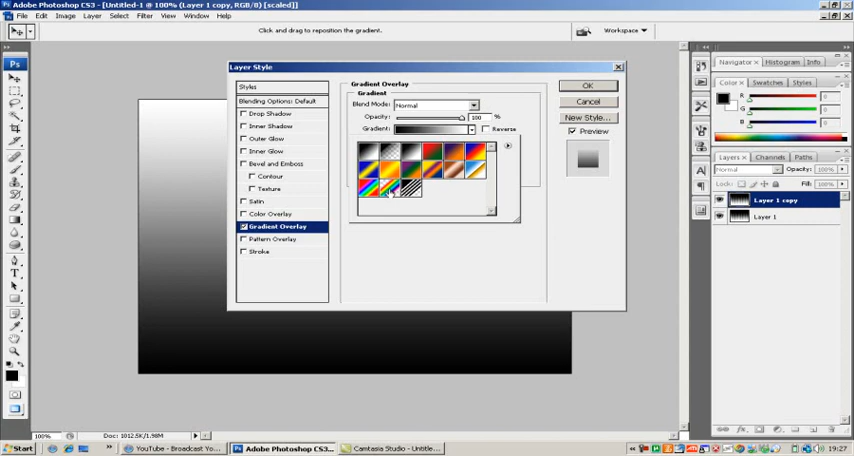 Adobe Photoshop CS3 - [Untitled-1 @ 100% (Layer 1 copy, RGB/8) [scaled]]
File Edit Image Layer Select Filter View Window Help
Click and drag to reposition the gradient.
Workspace
Layer Style
Styles
Blending Options: Default
Drop Shadow
Inner Shadow
Outer Glow
Inner Glow
Bevel and Emboss
Contour
Texture
Satin
Color Overlay
Gradient Overlay
Pattern Overlay
Stroke
Gradient Overlay
Gradient
Blend Mode: Normal
Opacity: 100 %
Gradient: Reverse
OK
Cancel
New Style...
Preview
Navigator × Histogram Info
Color × Swatches Styles
R 0
G 0
B 0
Layers × Channels Paths
Normal Opacity: 100%
Lock: Fill: 100%
Layer 1 copy
Layer 1
100% Doc: 1012.5K/1.98M
Start
YouTube - Broadcast Yo...
Adobe Photoshop CS3...
Camtasia Studio - Untitle...
19:27